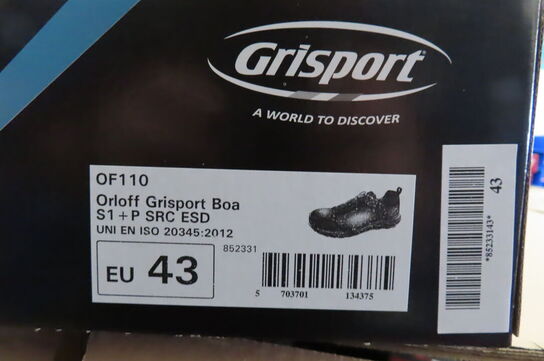 Grisport
A WORLD TO DISCOVER
OF110
Orloff Grisport Boa
S1+P SRC ESD
UNI EN ISO 20345:2012
852331
EU 43
5 703701 134375
43
*85233143*